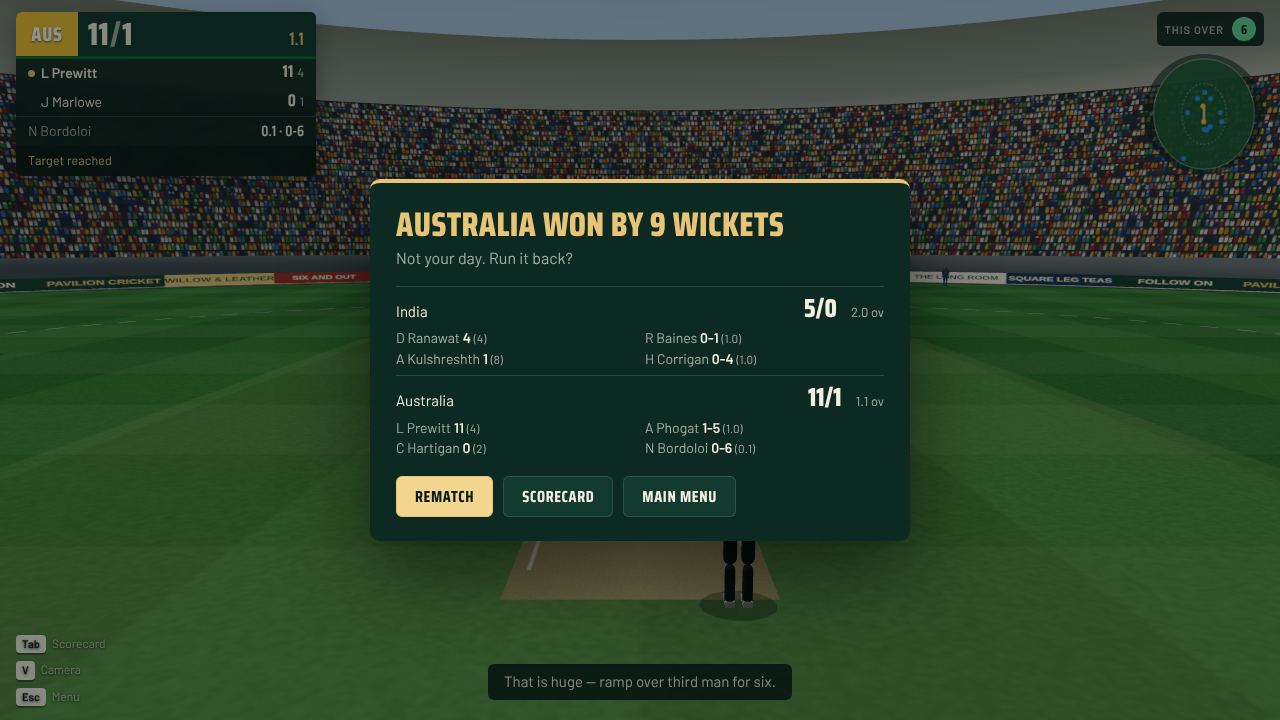 AUS 11/1 1.1
L Prewitt 11 4
J Marlowe 0 1
N Bordoloi 0.1 · 0-6
Target reached
THIS OVER 6
PAVILION CRICKET
WILLOW & LEATHER
SIX AND OUT
SQUARE LEG TEAS
FOLLOW ON
AUSTRALIA WON BY 9 WICKETS
Not your day. Run it back?
India 5/0 2.0 ov
D Ranawat 4 (4) R Baines 0-1 (1.0)
A Kulshreshth 1 (8) H Corrigan 0-4 (1.0)
Australia 11/1 1.1 ov
L Prewitt 11 (4) A Phogat 1-5 (1.0)
C Hartigan 0 (2) N Bordoloi 0-6 (0.1)
REMATCH SCORECARD MAIN MENU
Tab Scorecard
V Camera
Esc Menu
That is huge — ramp over third man for six.